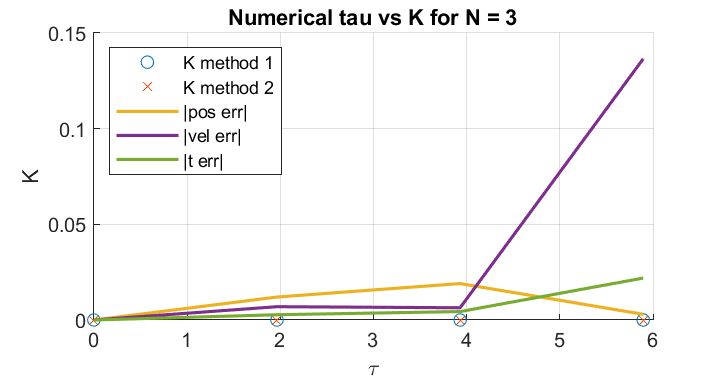 Numerical tau vs K for N = 3
0.15
0.1
0.05
0
K
K method 1
K method 2
|pos err|
|vel err|
|t err|
0 1 2 3 4 5 6
τ